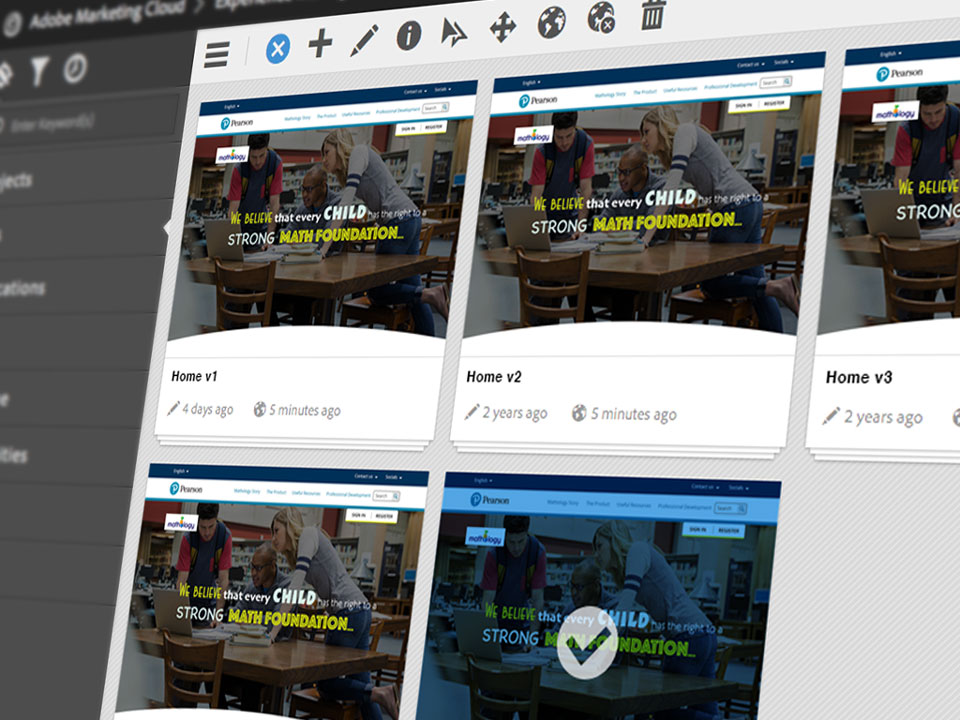 Adobe Marketing Cloud > Experience
Enter Keyword(s)
English
Contact us
Socials
Pearson
Mathology Story
The Product
Useful Resources
Professional Development
Search
SIGN IN
REGISTER
mathology
WE BELIEVE that every CHILD has the right to a
STRONG MATH FOUNDATION...
Home v1
4 days ago
5 minutes ago
English
Contact us
Socials
Pearson
Mathology Story
The Product
Useful Resources
Professional Development
Search
SIGN IN
REGISTER
mathology
WE BELIEVE that every CHILD has the right to a
STRONG MATH FOUNDATION...
Home v2
2 years ago
5 minutes ago
English
Pearson
mathology
WE BELIEVE
STRONG
Home v3
2 years ago
English
Contact us
Socials
Pearson
Mathology Story
The Product
Useful Resources
Professional Development
Search
SIGN IN
REGISTER
mathology
WE BELIEVE that every CHILD has the right to a
STRONG MATH FOUNDATION...
English
Contact us
Socials
Pearson
Mathology Story
The Product
Useful Resources
Professional Development
Search
SIGN IN
REGISTER
mathology
WE BELIEVE that every CHILD has the right to a
STRONG MATH FOUNDATION...